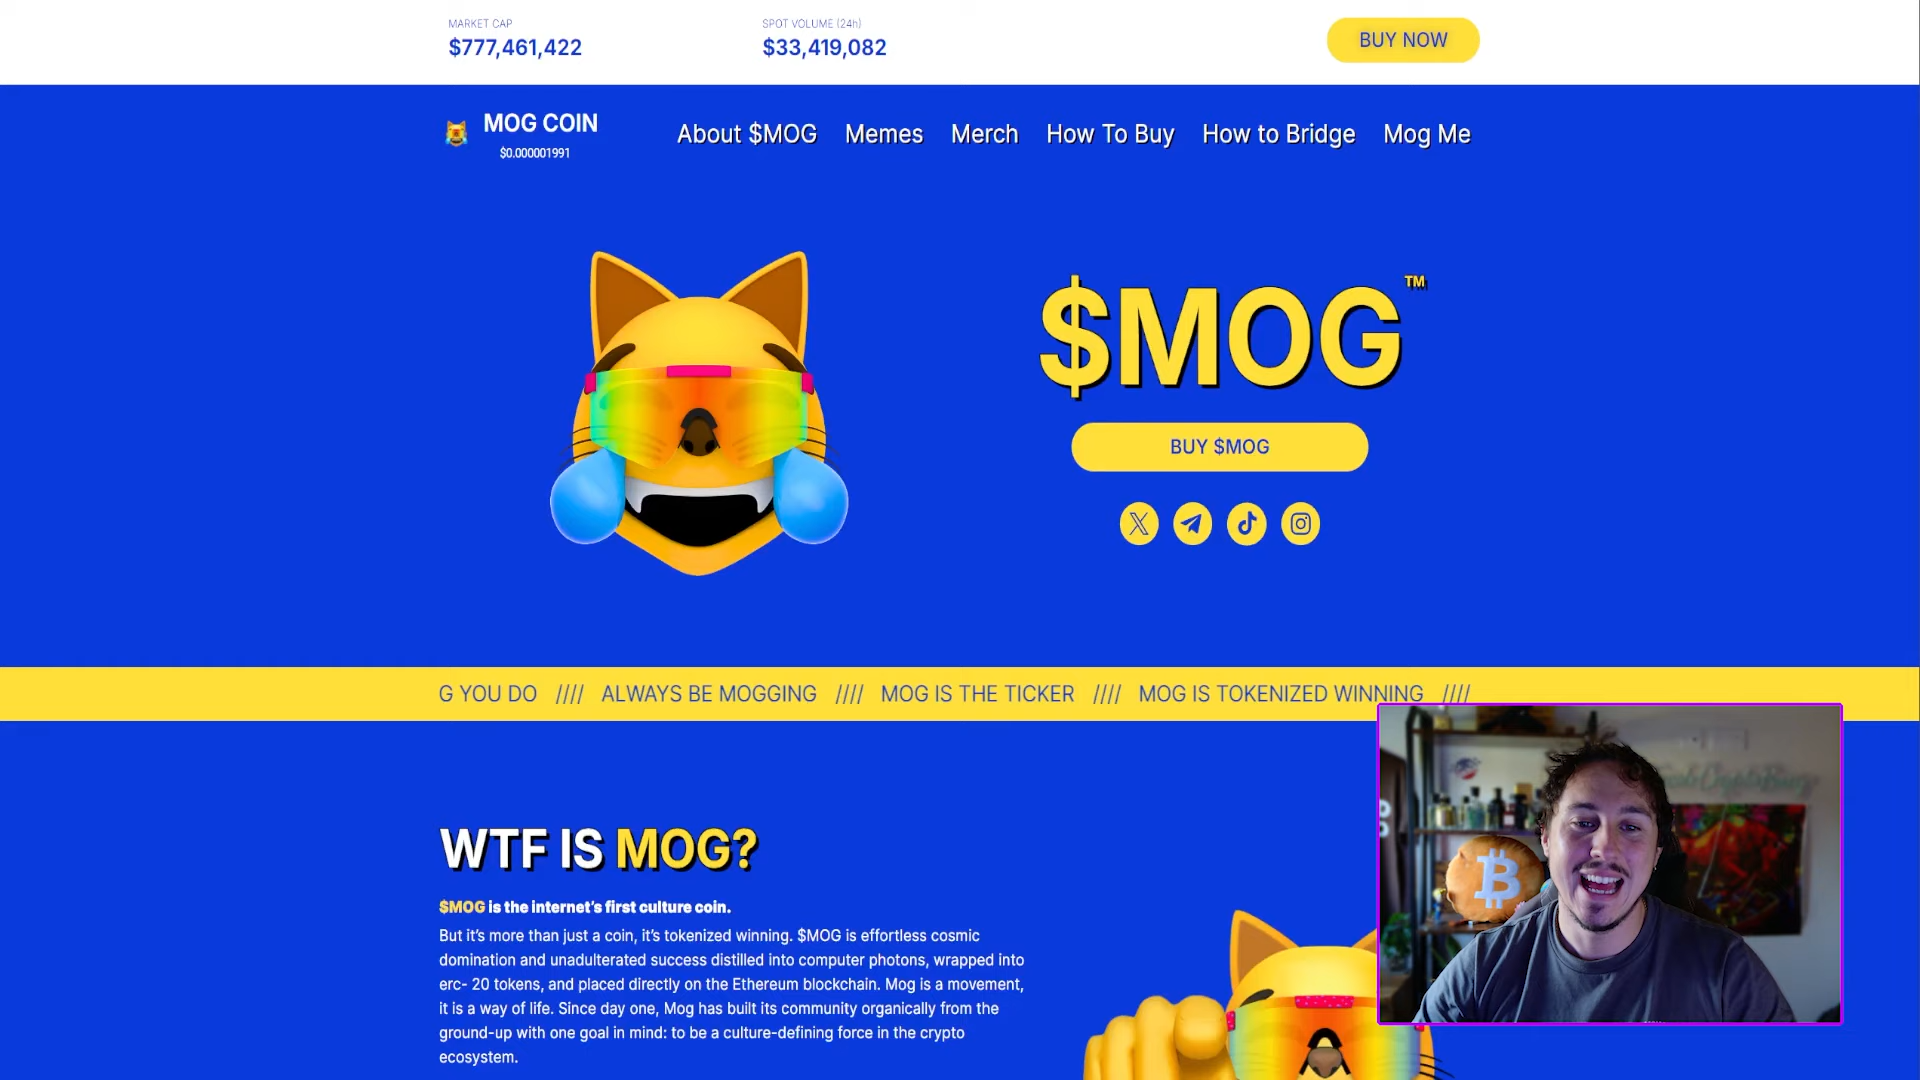 MARKET CAP
$777,461,422
SPOT VOLUME (24h)
$33,419,082
BUY NOW
MOG COIN
$0.000001991
About $MOG
Memes
Merch
How To Buy
How to Bridge
Mog Me
$MOG™
BUY $MOG
G YOU DO //// ALWAYS BE MOGGING //// MOG IS THE TICKER //// MOG IS TOKENIZED WINNING ////
WTF IS MOG?
$MOG is the internet’s first culture coin.
But it’s more than just a coin, it’s tokenized winning. $MOG is effortless cosmic
domination and unadulterated success distilled into computer photons, wrapped into
erc- 20 tokens, and placed directly on the Ethereum blockchain. Mog is a movement,
it is a way of life. Since day one, Mog has built its community organically from the
ground-up with one goal in mind: to be a culture-defining force in the crypto
ecosystem.